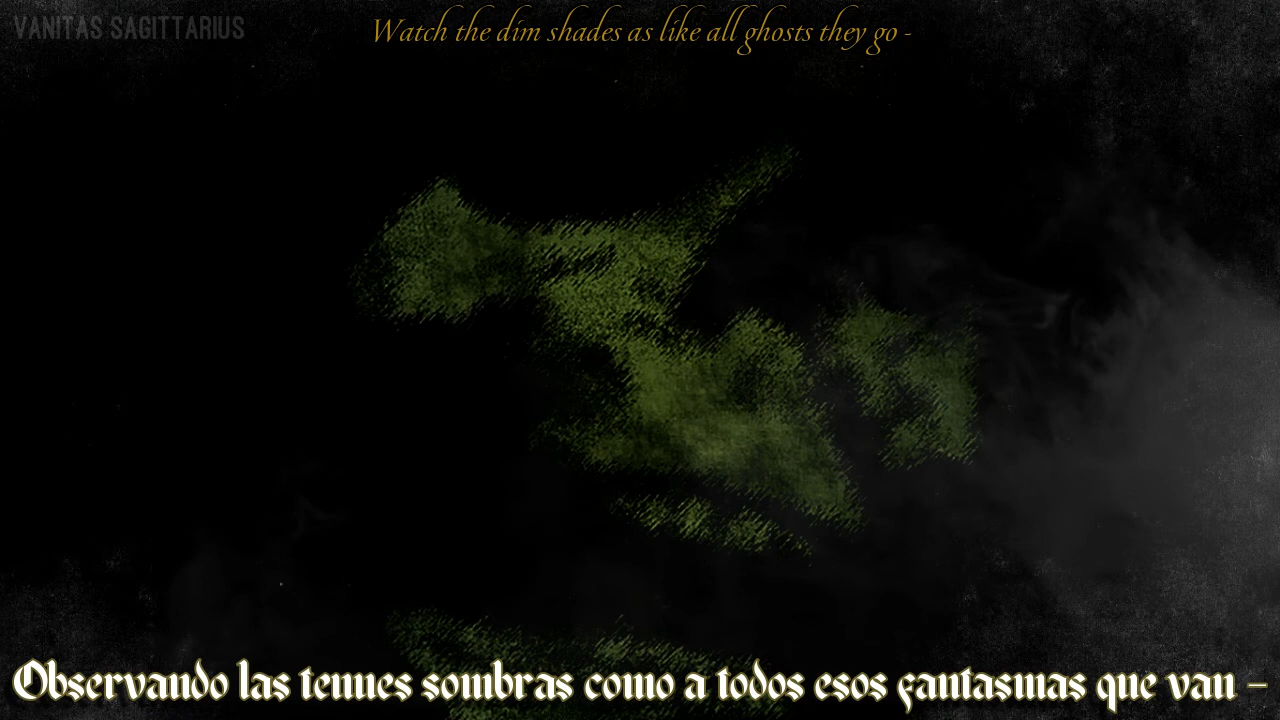 VANITAS SAGITTARIUS
Watch the dim shades as like all ghosts they go -
Observando las tenues sombras como a todos esos fantasmas que van -